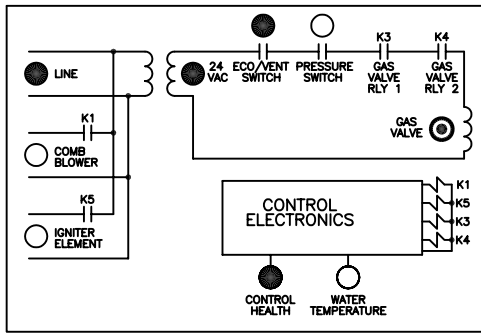 K3
K4
LINE
24
VAC
ECO/VENT
SWITCH
PRESSURE
SWITCH
GAS
VALVE
RLY 1
GAS
VALVE
RLY 2
K1
GAS
VALVE
COMB
BLOWER
K5
IGNITER
ELEMENT
CONTROL
ELECTRONICS
K1
K5
K3
K4
CONTROL
HEALTH
WATER
TEMPERATURE